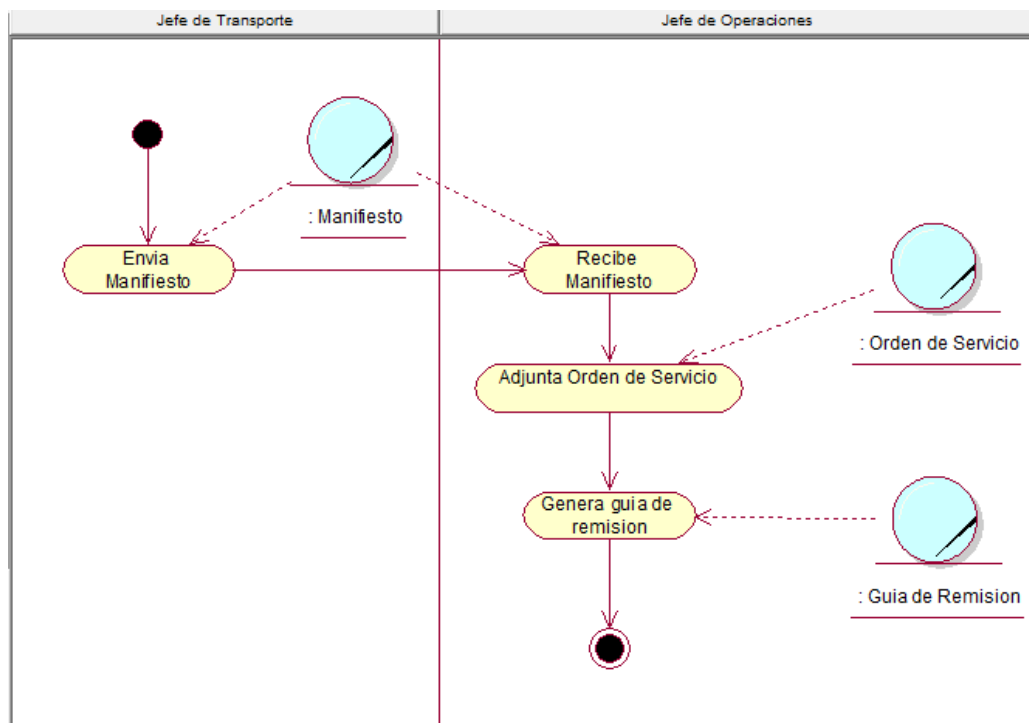 Jefe de Transporte
Jefe de Operaciones
: Manifiesto
Envia
Manifiesto
Recibe
Manifiesto
: Orden de Servicio
Adjunta Orden de Servicio
Genera guia de
remision
: Guia de Remision